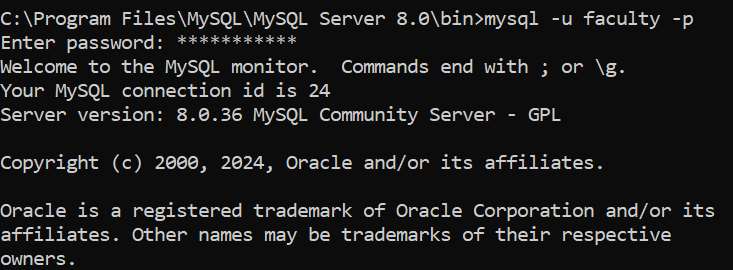 C:\Program Files\MySQL\MySQL Server 8.0\bin>mysql -u faculty -p
Enter password: ***********
Welcome to the MySQL monitor.  Commands end with ; or \g.
Your MySQL connection id is 24
Server version: 8.0.36 MySQL Community Server - GPL

Copyright (c) 2000, 2024, Oracle and/or its affiliates.

Oracle is a registered trademark of Oracle Corporation and/or its
affiliates. Other names may be trademarks of their respective
owners.